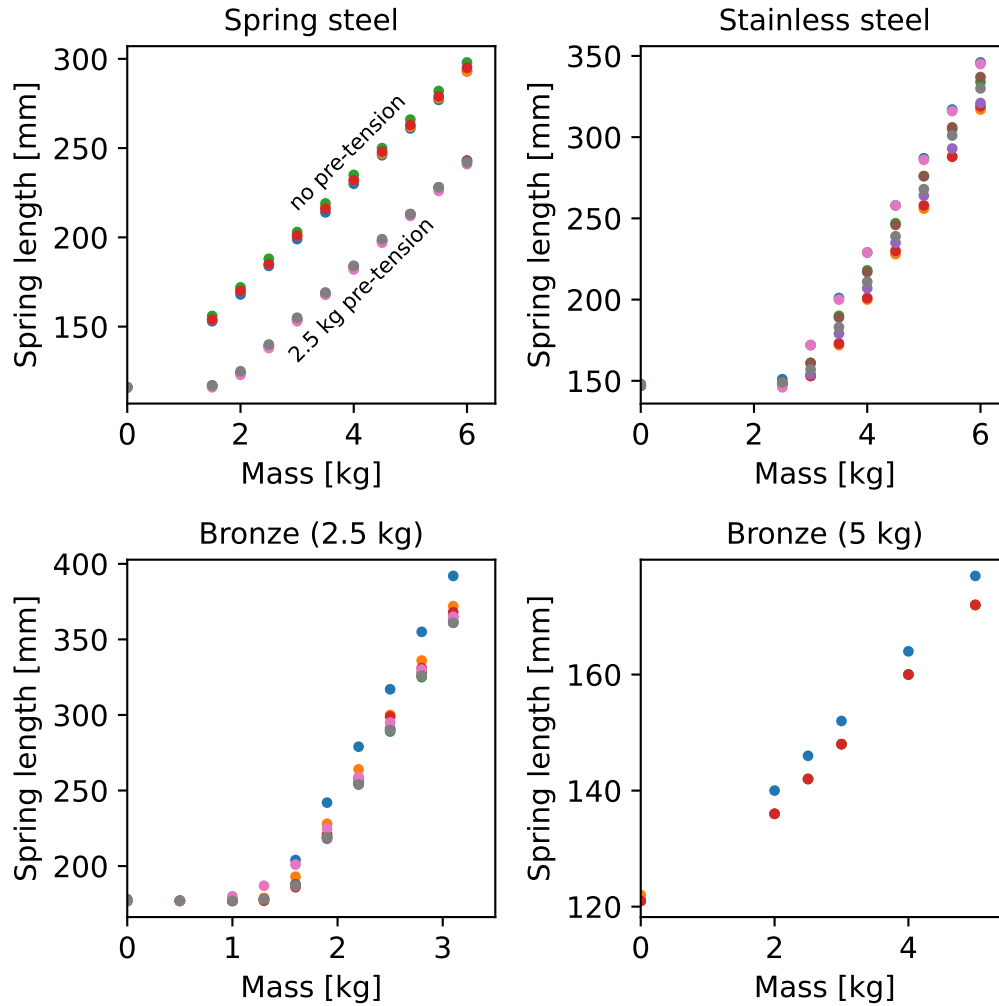 Spring steel
Stainless steel
Spring length [mm]
300
250
200
150
no pre-tension
2.5 kg pre-tension
0 2 4 6
Mass [kg]
Spring length [mm]
350
300
250
200
150
0 2 4 6
Mass [kg]
Bronze (2.5 kg)
Bronze (5 kg)
Spring length [mm]
400
350
300
250
200
0 1 2 3
Mass [kg]
Spring length [mm]
160
140
120
0 2 4
Mass [kg]